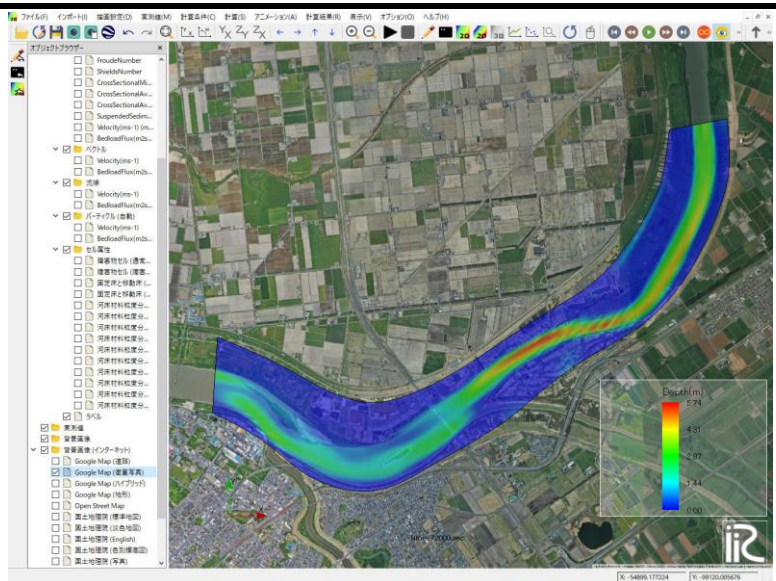 ファイル(F) インポート(I) 描画設定(D) 実測値(M) 計算条件(C) 計算(S) アニメーション(A) 計算結果(R) 表示(V) オプション(O) ヘルプ(H)
オブジェクトブラウザー
FroudeNumber
ShieldsNumber
CrossSectionalMi...
CrossSectionalAv...
CrossSectionalAv...
SuspendedSedim...
Velocity(ms-1) (m...
BedloadFlux(m2s...
ベクトル
Velocity(ms-1)
BedloadFlux(m2s...
流線
Velocity(ms-1)
BedloadFlux(m2s...
パーティクル (自動)
Velocity(ms-1)
BedloadFlux(m2s...
セル属性
障害物セル (通常...
障害物セル (障害...
固定床と移動床 (...
固定床と移動床 (...
河床材料粒度分...
河床材料粒度分...
河床材料粒度分...
河床材料粒度分...
河床材料粒度分...
河床材料粒度分...
河床材料粒度分...
河床材料粒度分...
河床材料粒度分...
ラベル
実測値
背景画像
背景画像 (インターネット)
Google Map (道路)
Google Map (衛星写真)
Google Map (ハイブリッド)
Google Map (地形)
Open Street Map
国土地理院 (標準地図)
国土地理院 (淡色地図)
国土地理院 (English)
国土地理院 (色別標高図)
国土地理院 (写真)
Depth(m)
5.74
4.31
2.87
1.44
0.00
iRIC
X: -54899.177224 Y: -99120.005676